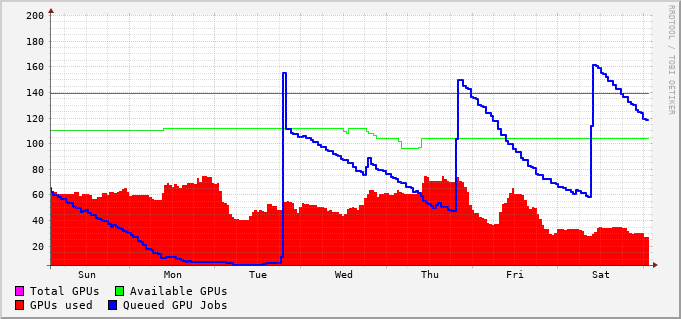 200
180
160
140
120
100
80
60
40
20
Sun Mon Tue Wed Thu Fri Sat
Total GPUs Available GPUs
GPUs used Queued GPU Jobs
RRDTOOL / TOBI OETIKER